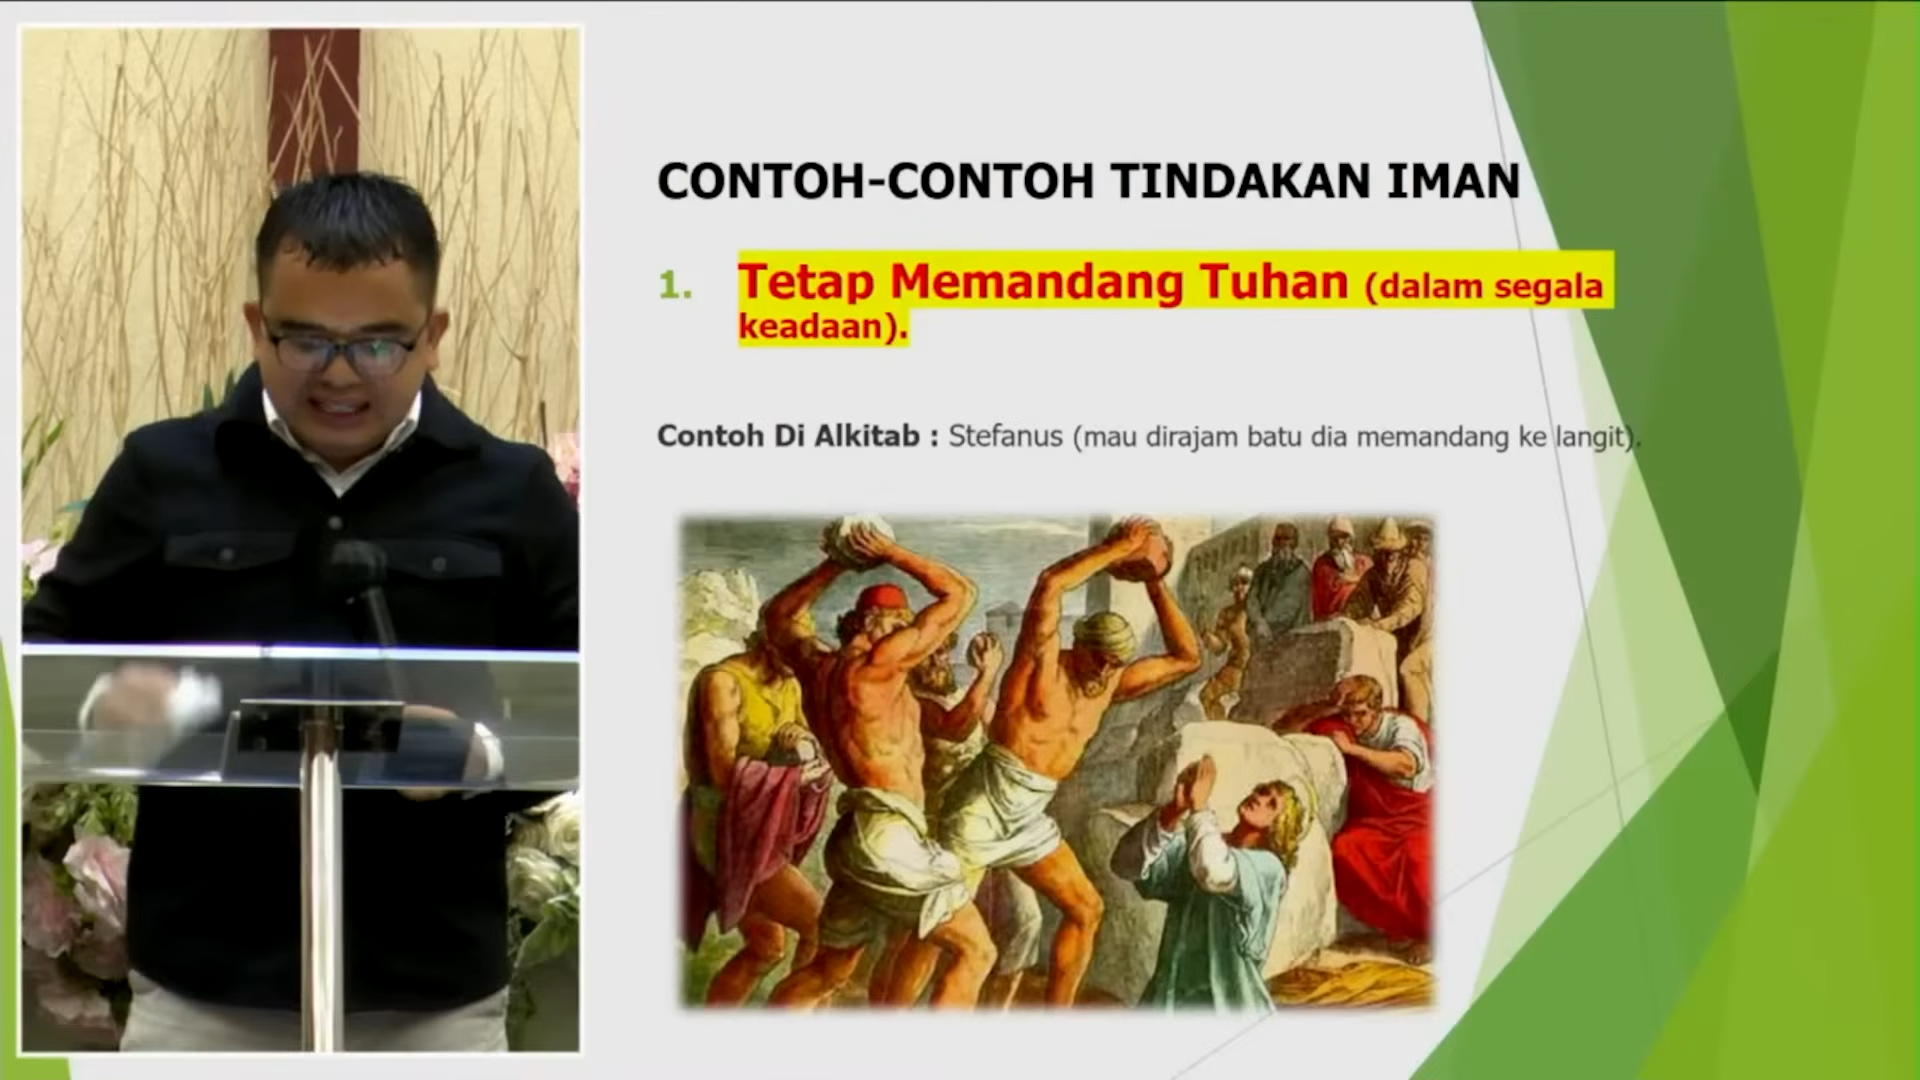 CONTOH-CONTOH TINDAKAN IMAN
1. Tetap Memandang Tuhan (dalam segala
keadaan).
Contoh Di Alkitab : Stefanus (mau dirajam batu dia memandang ke langit).